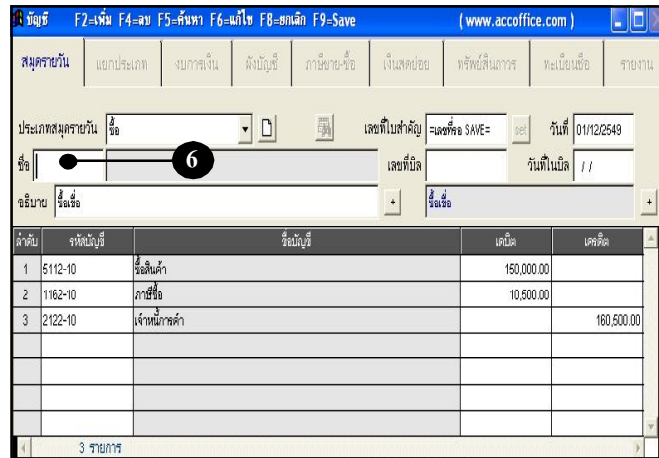 บัญชี F2=เพิ่ม F4=ลบ F5=ค้นหา F6=แก้ไข F8=ยกเลิก F9=Save ( www.accoffice.com )
สมุดรายวัน แยกประเภท งบการเงิน ผังบัญชี ภาษีขาย-ซื้อ เงินสดย่อย ทรัพย์สินถาวร ทะเบียนชื่อ รายงาน
ประเภทสมุดรายวัน ซื้อ เลขที่ใบสำคัญ =เลขที่รอ SAVE= set วันที่ 01/12/2549
ชื่อ 6 เลขที่บิล วันที่ในบิล / /
อธิบาย ซื้อเชื่อ + ซื้อเชื่อ +
ลำดับ รหัสบัญชี ชื่อบัญชี เดบิต เครดิต
1 5112-10 ซื้อสินค้า 150,000.00
2 1162-10 ภาษีซื้อ 10,500.00
3 2122-10 เจ้าหนี้การค้า 160,500.00
3 รายการ